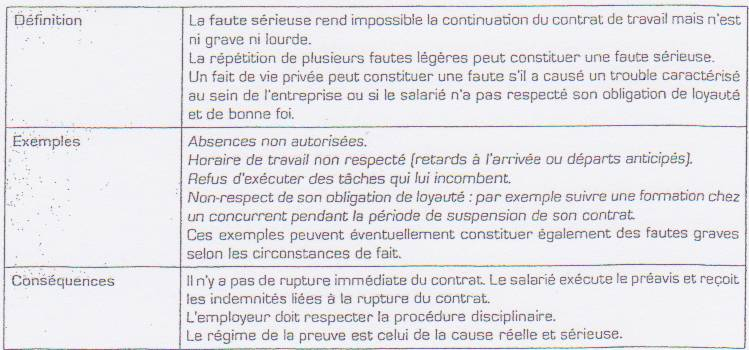 Définition
La faute sérieuse rend impossible la continuation du contrat de travail mais n'est
ni grave ni lourde.
La répétition de plusieurs fautes légères peut constituer une faute sérieuse.
Un fait de vie privée peut constituer une faute s'il a causé un trouble caractérisé
au sein de l'entreprise ou si le salarié n'a pas respecté son obligation de loyauté
et de bonne foi.
Exemples
Absences non autorisées.
Horaire de travail non respecté (retards à l'arrivée ou départs anticipés).
Refus d'exécuter des tâches qui lui incombent.
Non-respect de son obligation de loyauté : par exemple suivre une formation chez
un concurrent pendant la période de suspension de son contrat.
Ces exemples peuvent éventuellement constituer également des fautes graves
selon les circonstances de fait.
Conséquences
Il n'y a pas de rupture immédiate du contrat. Le salarié exécute le préavis et reçoit
les indemnités liées à la rupture du contrat.
L'employeur doit respecter la procédure disciplinaire.
Le régime de la preuve est celui de la cause réelle et sérieuse.